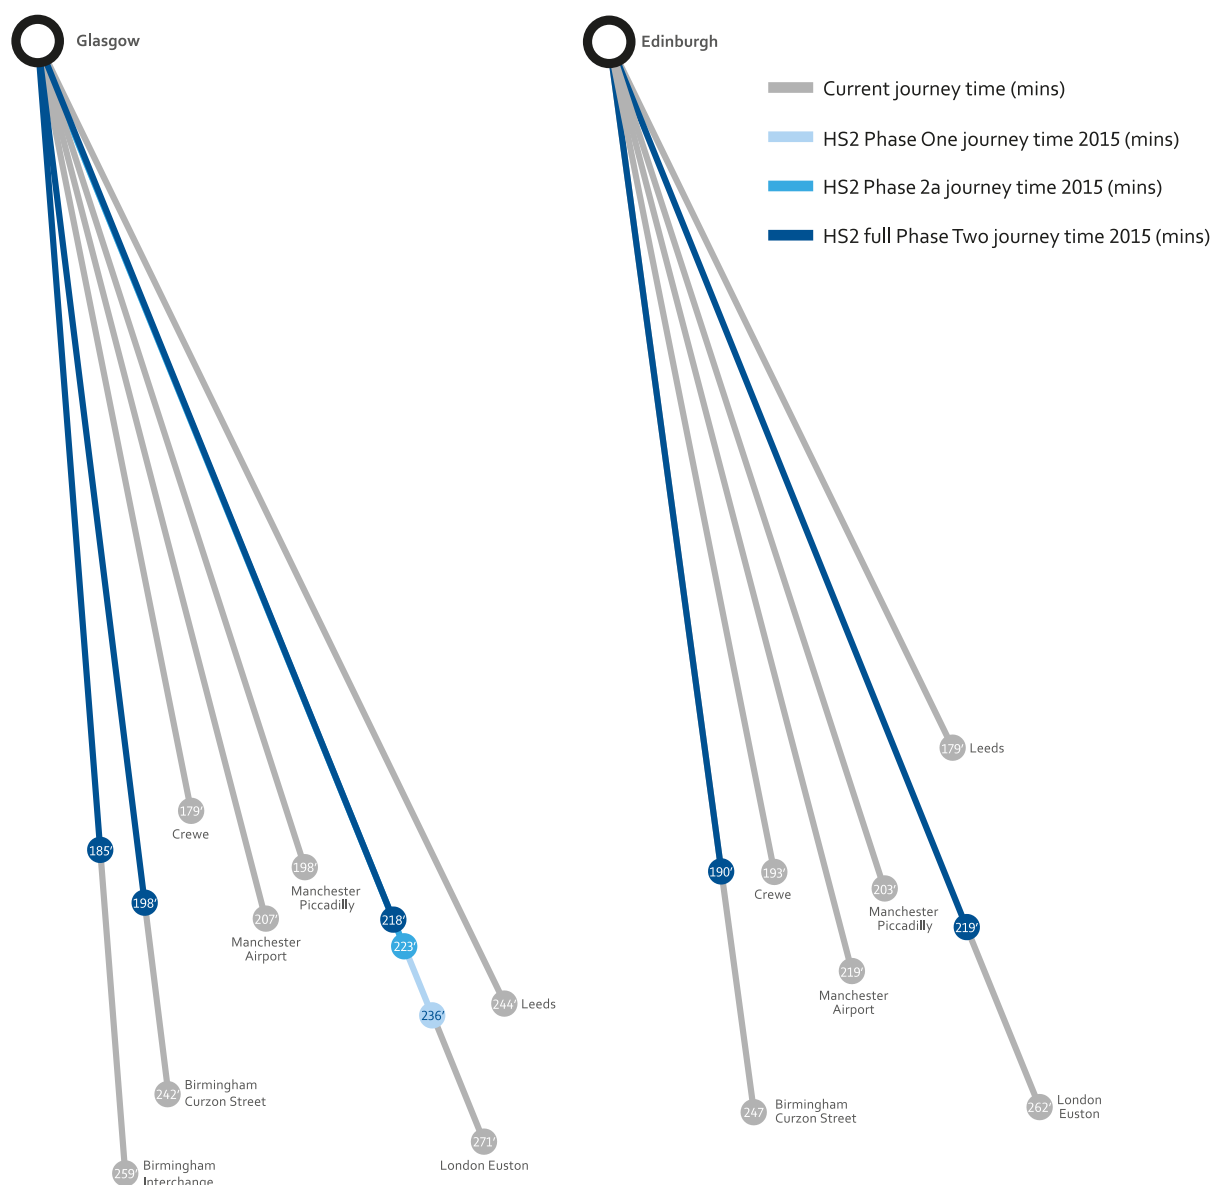 Glasgow
Edinburgh
Current journey time (mins)
HS2 Phase One journey time 2015 (mins)
HS2 Phase 2a journey time 2015 (mins)
HS2 full Phase Two journey time 2015 (mins)
179’
Leeds
179’
Crewe
185’
198’
Manchester
Piccadilly
190’
193’
Crewe
203’
Manchester
Piccadilly
198’
207’
Manchester
Airport
218’
219’
223’
219’
Manchester
Airport
244’
Leeds
236’
242’
Birmingham
Curzon Street
247
Birmingham
Curzon Street
262’
London
Euston
271’
London Euston
259’
Birmingham
Interchange